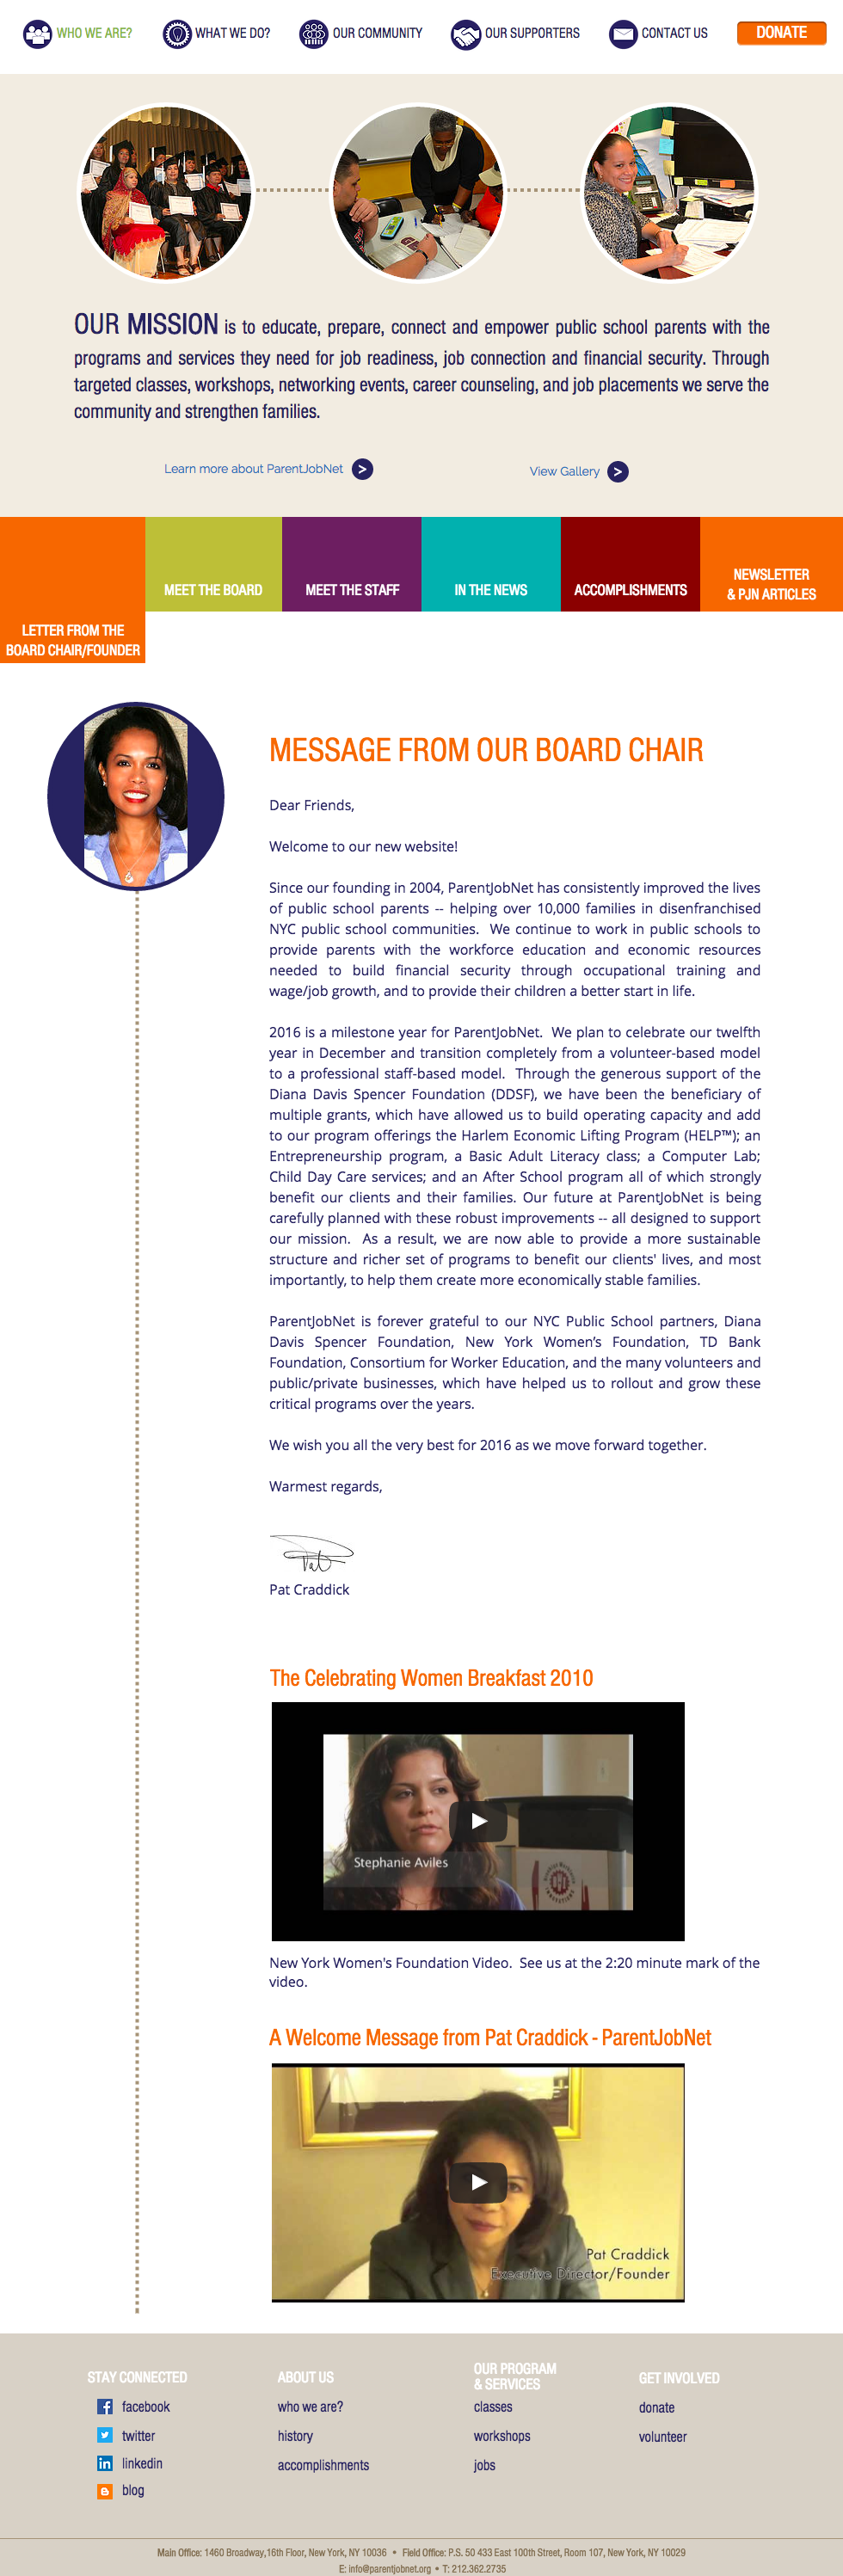 WHO WE ARE?
WHAT WE DO?
OUR COMMUNITY
OUR SUPPORTERS
CONTACT US
DONATE
OUR MISSION is to educate, prepare, connect and empower public school parents with the
programs and services they need for job readiness, job connection and financial security. Through
targeted classes, workshops, networking events, career counseling, and job placements we serve the
community and strengthen families.
Learn more about ParentJobNet >
View Gallery >
LETTER FROM THE
BOARD CHAIR/FOUNDER
MEET THE BOARD
MEET THE STAFF
IN THE NEWS
ACCOMPLISHMENTS
NEWSLETTER
& PJN ARTICLES
MESSAGE FROM OUR BOARD CHAIR
Dear Friends,
Welcome to our new website!
Since our founding in 2004, ParentJobNet has consistently improved the lives
of public school parents -- helping over 10,000 families in disenfranchised
NYC public school communities.  We continue to work in public schools to
provide parents with the workforce education and economic resources
needed to build financial security through occupational training and
wage/job growth, and to provide their children a better start in life.
2016 is a milestone year for ParentJobNet.  We plan to celebrate our twelfth
year in December and transition completely from a volunteer-based model
to a professional staff-based model.  Through the generous support of the
Diana Davis Spencer Foundation (DDSF), we have been the beneficiary of
multiple grants, which have allowed us to build operating capacity and add
to our program offerings the Harlem Economic Lifting Program (HELP™); an
Entrepreneurship program, a Basic Adult Literacy class; a Computer Lab;
Child Day Care services; and an After School program all of which strongly
benefit our clients and their families. Our future at ParentJobNet is being
carefully planned with these robust improvements -- all designed to support
our mission.  As a result, we are now able to provide a more sustainable
structure and richer set of programs to benefit our clients' lives, and most
importantly, to help them create more economically stable families.
ParentJobNet is forever grateful to our NYC Public School partners, Diana
Davis Spencer Foundation, New York Women’s Foundation, TD Bank
Foundation, Consortium for Worker Education, and the many volunteers and
public/private businesses, which have helped us to rollout and grow these
critical programs over the years.
We wish you all the very best for 2016 as we move forward together.
Warmest regards,
Pat
Pat Craddick
The Celebrating Women Breakfast 2010
Stephanie Aviles
New York Women's Foundation Video.  See us at the 2:20 minute mark of the
video.
A Welcome Message from Pat Craddick - ParentJobNet
Pat Craddick
Executive Director/Founder
STAY CONNECTED
facebook
twitter
linkedin
blog
ABOUT US
who we are?
history
accomplishments
OUR PROGRAM
& SERVICES
classes
workshops
jobs
GET INVOLVED
donate
volunteer
Main Office: 1460 Broadway,16th Floor, New York, NY 10036 • Field Office: P.S. 50 433 East 100th Street, Room 107, New York, NY 10029
E: info@parentjobnet.org • T: 212.362.2735